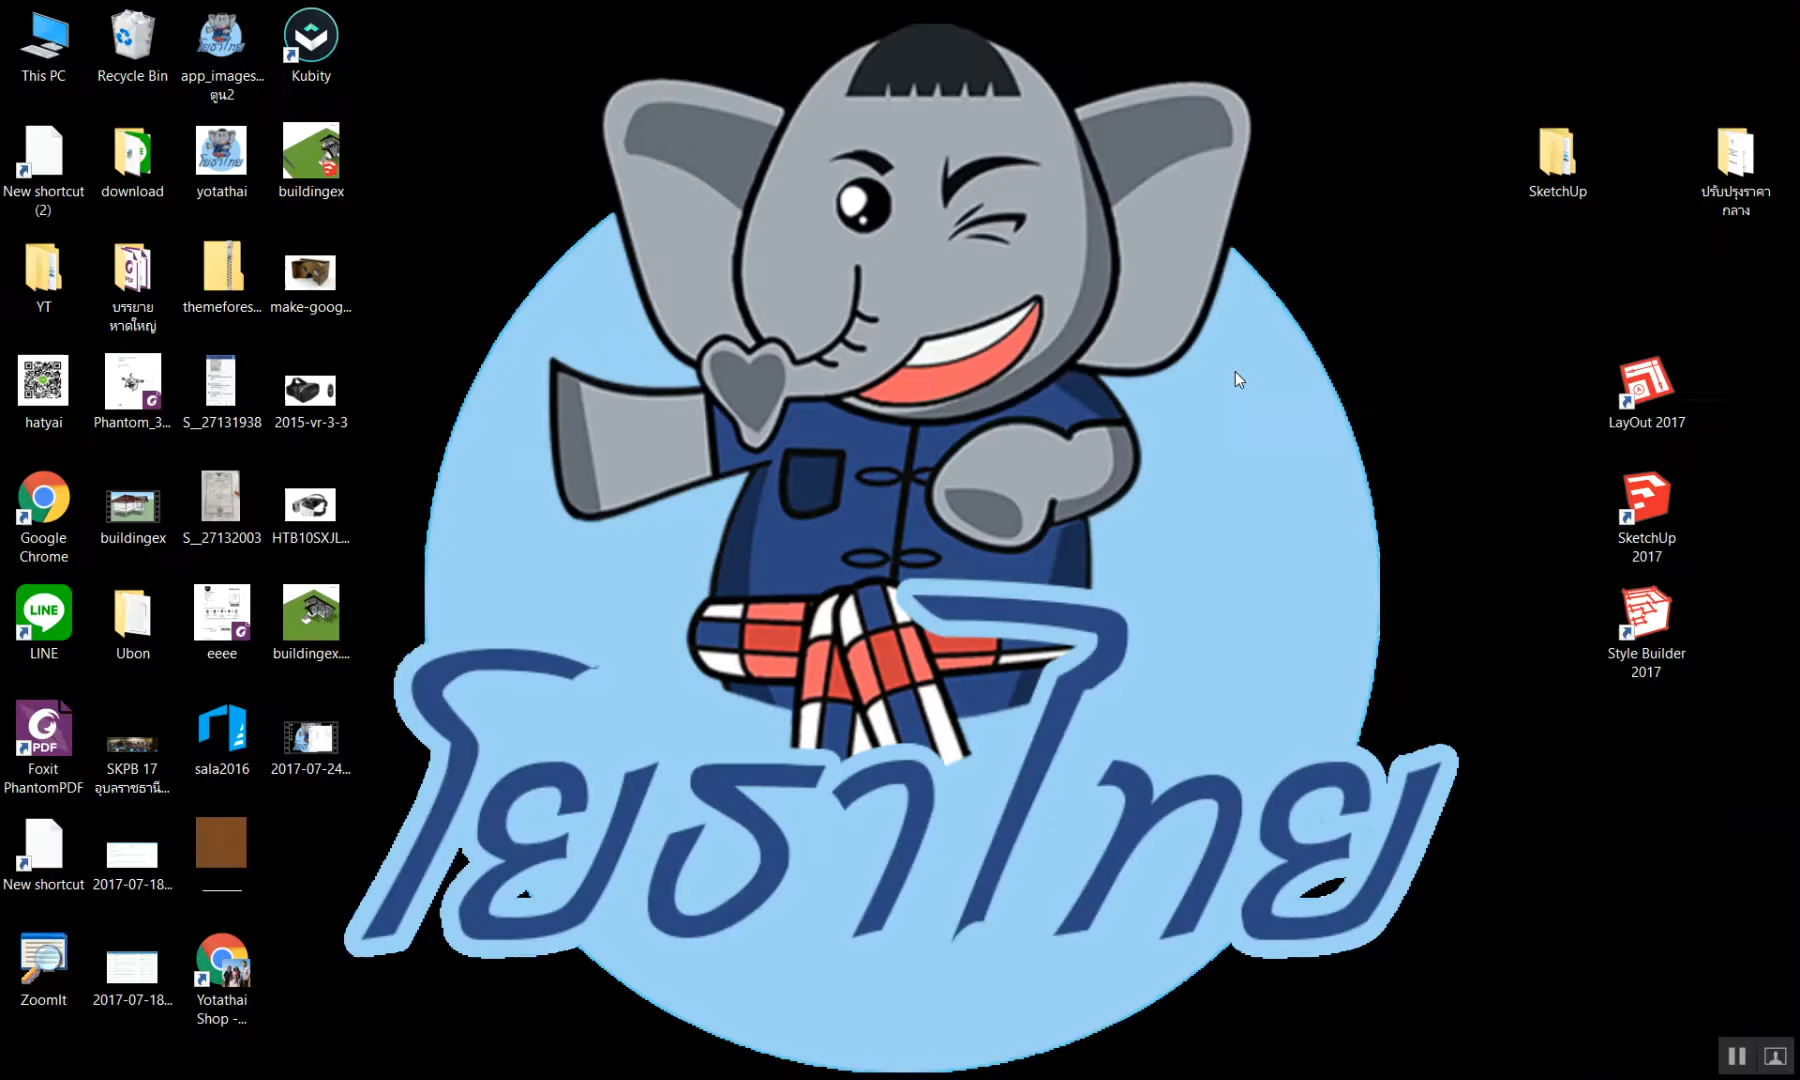 This PC
Recycle Bin
app_images...
ตูน2
Kubity
New shortcut
(2)
download
yotathai
buildingex
YT
บรรยาย
หาดใหญ่
themefores...
make-goog...
hatyai
Phantom_3...
S__27131938
2015-vr-3-3
Google
Chrome
buildingex
S__27132003
HTB10SXJL...
LINE
LINE
Ubon
eeee
buildingex....
PDF
Foxit
PhantomPDF
SKPB 17
อุบลราชธานี...
sala2016
2017-07-24...
New shortcut
2017-07-18...
_______
ZoomIt
2017-07-18...
Yotathai
Shop -...
SketchUp
ปรับปรุงราคา
กลาง
LayOut 2017
SketchUp
2017
Style Builder
2017
โยธาไทย